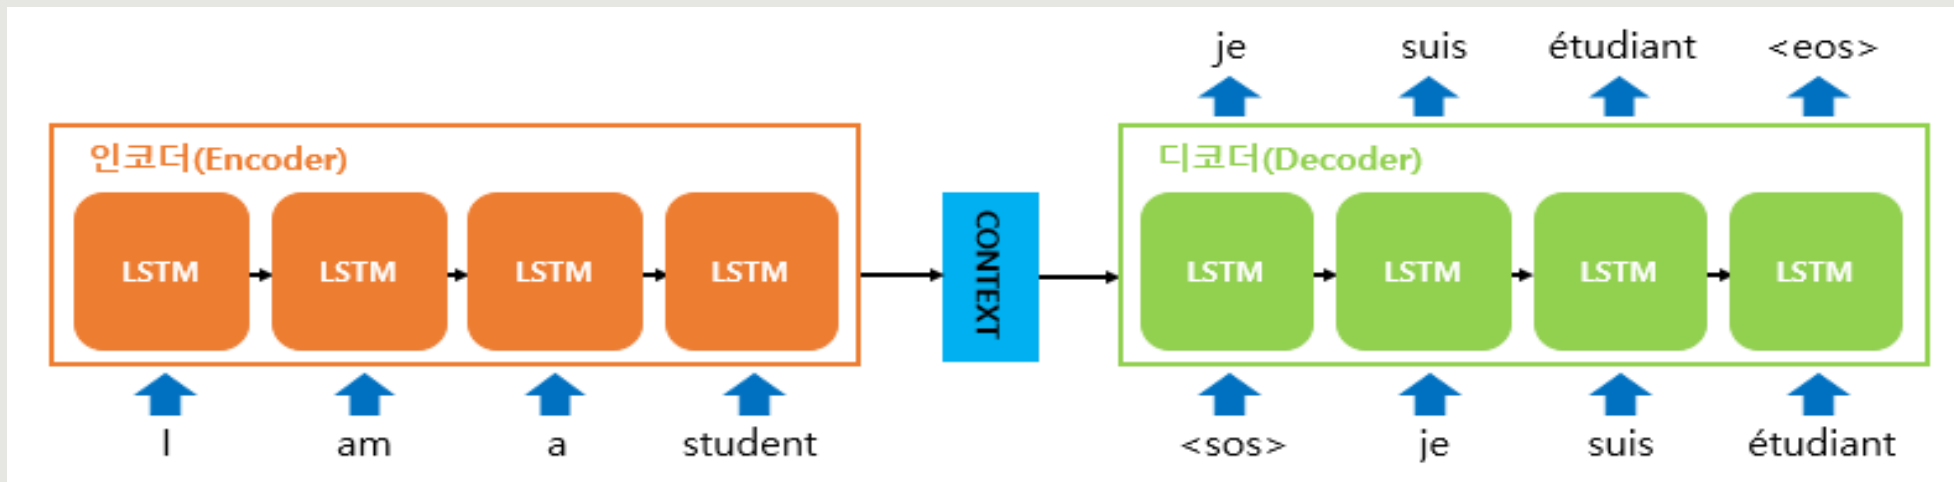 je suis étudiant <eos>
인코더(Encoder)
디코더(Decoder)
LSTM LSTM LSTM LSTM
CONTEXT
LSTM LSTM LSTM LSTM
I am a student
<sos> je suis étudiant